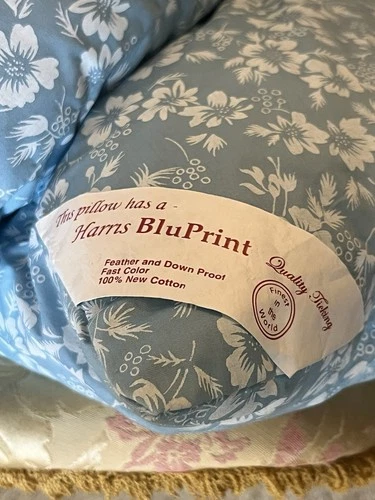 This pillow has a -
Harris BluPrint
Feather and Down Proof
Fast Color
100% New Cotton
Quality Ticking
Finest
in
the
World